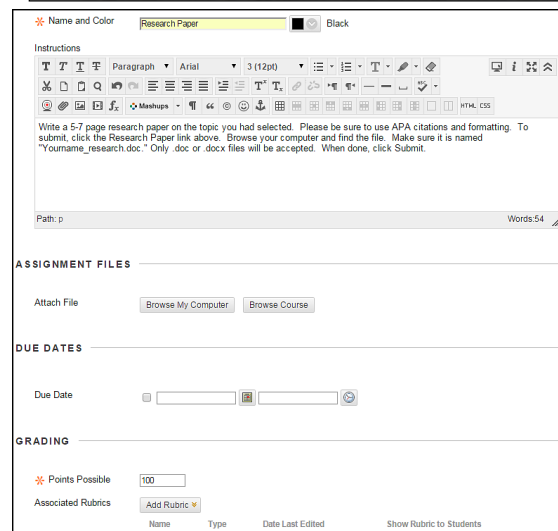 Name and Color Research Paper Black
Instructions
T T T T Paragraph Arial 3 (12pt) T
T T
fx Mashups HTML CSS
Write a 5-7 page research paper on the topic you had selected. Please be sure to use APA citations and formatting. To
submit, click the Research Paper link above. Browse your computer and find the file. Make sure it is named
"Yourname_research.doc." Only .doc or .docx files will be accepted. When done, click Submit.
Path: p Words:54
ASSIGNMENT FILES
Attach File Browse My Computer Browse Course
DUE DATES
Due Date
GRADING
Points Possible 100
Associated Rubrics Add Rubric
Name Type Date Last Edited Show Rubric to Students